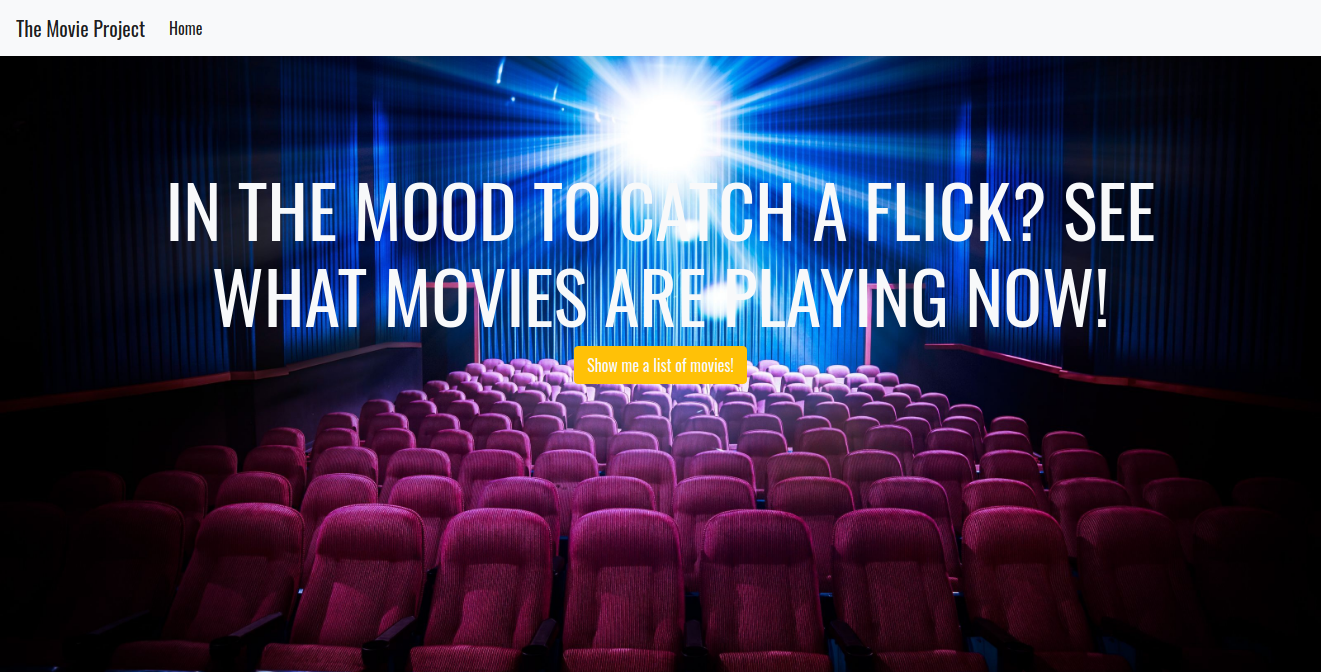 The Movie Project Home
IN THE MOOD TO CATCH A FLICK? SEE
WHAT MOVIES ARE PLAYING NOW!
Show me a list of movies!